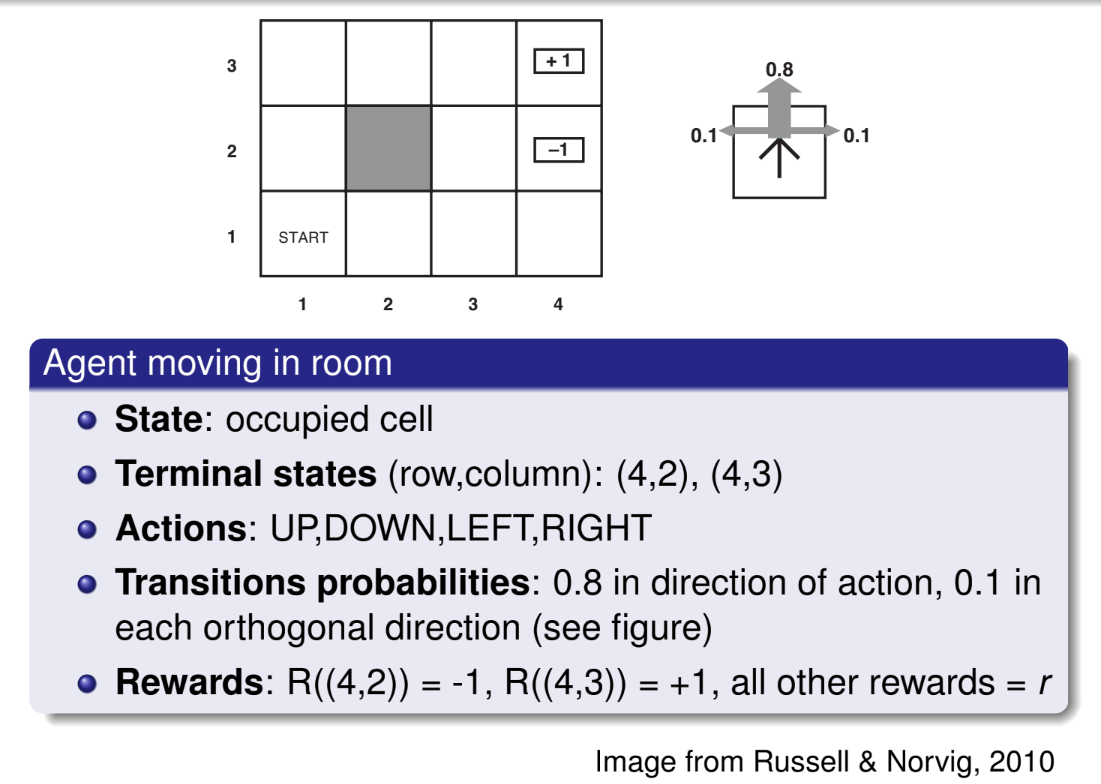 3
+ 1
2
–1
1
START
1 2 3 4
0.8
0.1
0.1
Agent moving in room
State: occupied cell
Terminal states (row,column): (4,2), (4,3)
Actions: UP,DOWN,LEFT,RIGHT
Transitions probabilities: 0.8 in direction of action, 0.1 in
each orthogonal direction (see figure)
Rewards: R((4,2)) = -1, R((4,3)) = +1, all other rewards = r
Image from Russell & Norvig, 2010